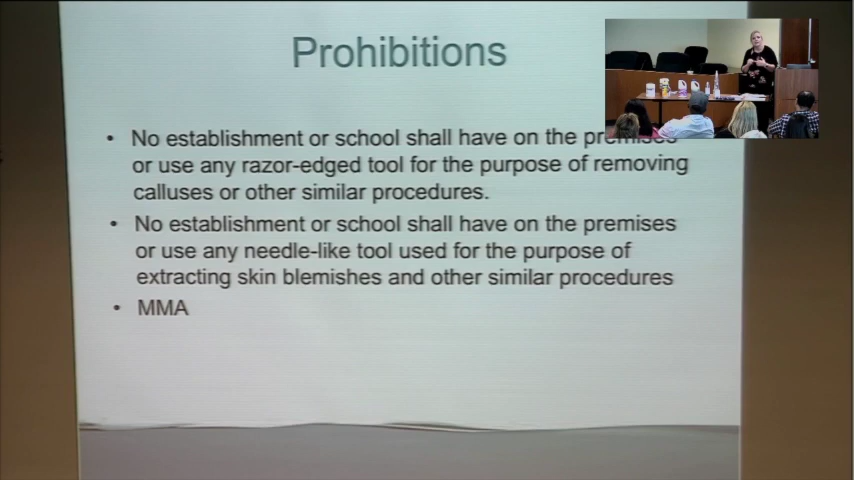 Prohibitions
• No establishment or school shall have on the premises
or use any razor-edged tool for the purpose of removing
calluses or other similar procedures.
• No establishment or school shall have on the premises
or use any needle-like tool used for the purpose of
extracting skin blemishes and other similar procedures
• MMA